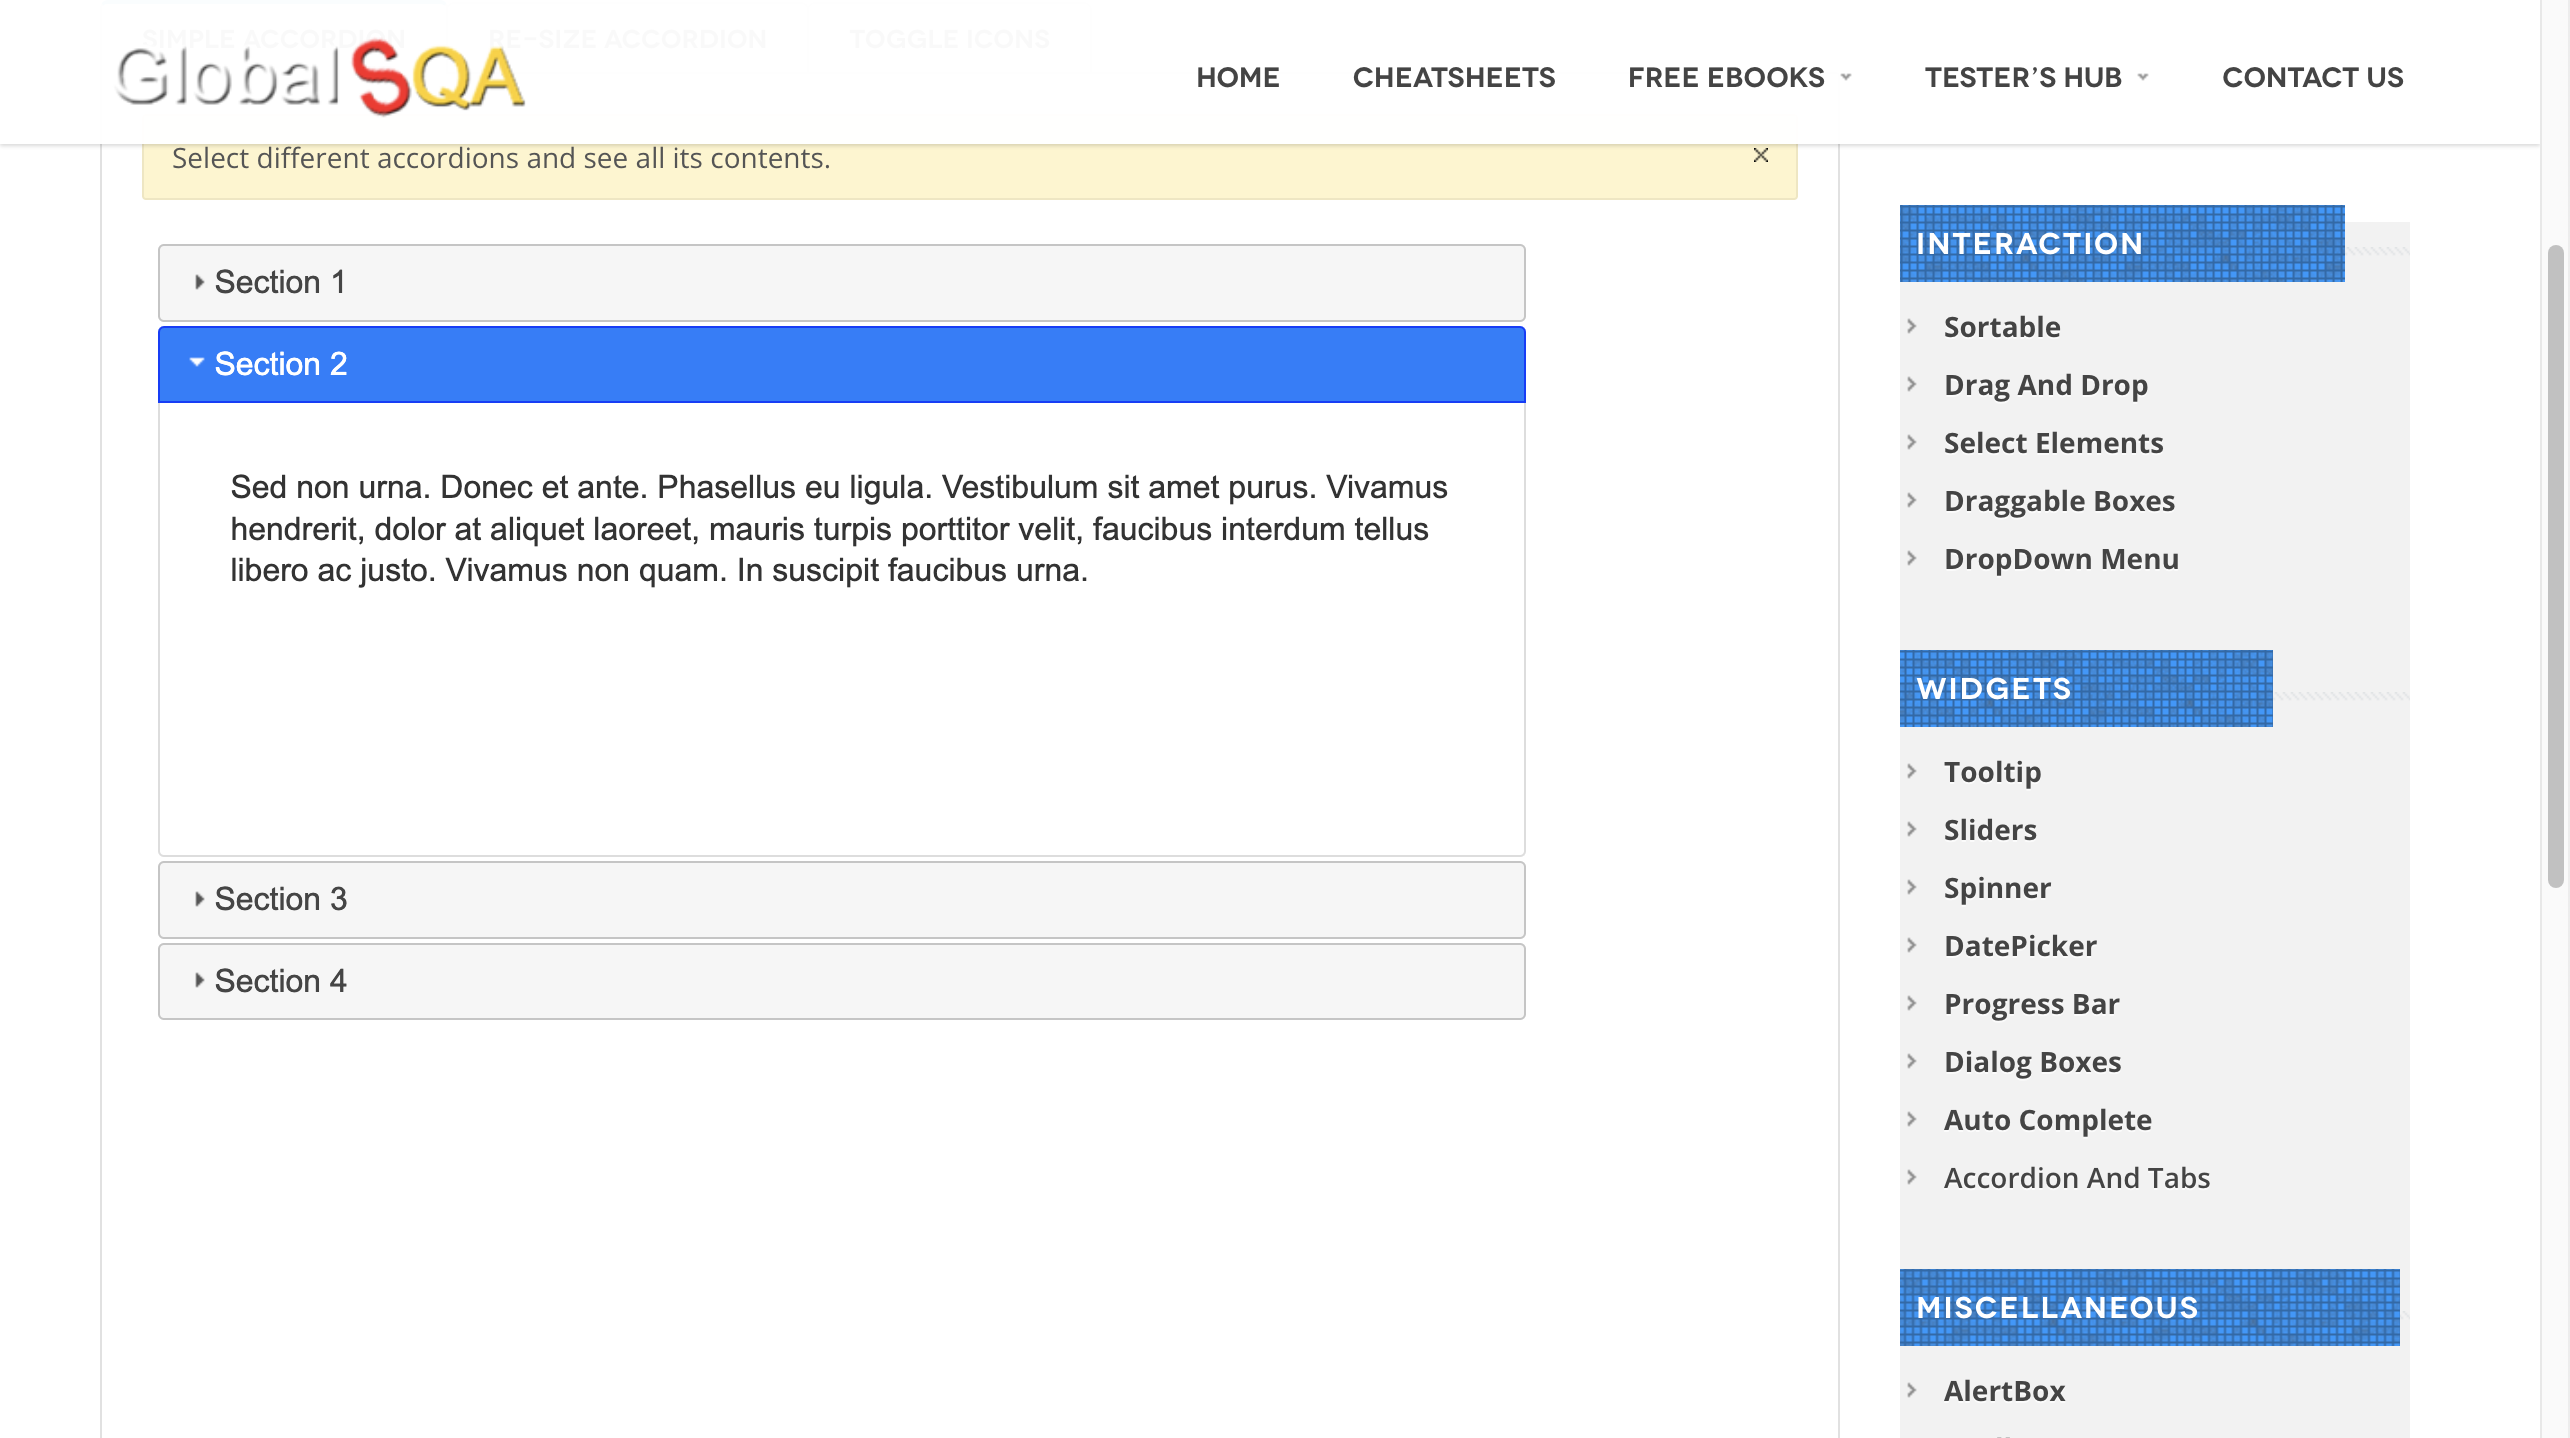 SIMPLE ACCORDION
RE-SIZE ACCORDION
TOGGLE ICONS
GlobalSQA
HOME
CHEATSHEETS
FREE EBOOKS
TESTER’S HUB
CONTACT US
Select different accordions and see all its contents.
Section 1
Section 2
Sed non urna. Donec et ante. Phasellus eu ligula. Vestibulum sit amet purus. Vivamus
hendrerit, dolor at aliquet laoreet, mauris turpis porttitor velit, faucibus interdum tellus
libero ac justo. Vivamus non quam. In suscipit faucibus urna.
Section 3
Section 4
INTERACTION
Sortable
Drag And Drop
Select Elements
Draggable Boxes
DropDown Menu
WIDGETS
Tooltip
Sliders
Spinner
DatePicker
Progress Bar
Dialog Boxes
Auto Complete
Accordion And Tabs
MISCELLANEOUS
AlertBox